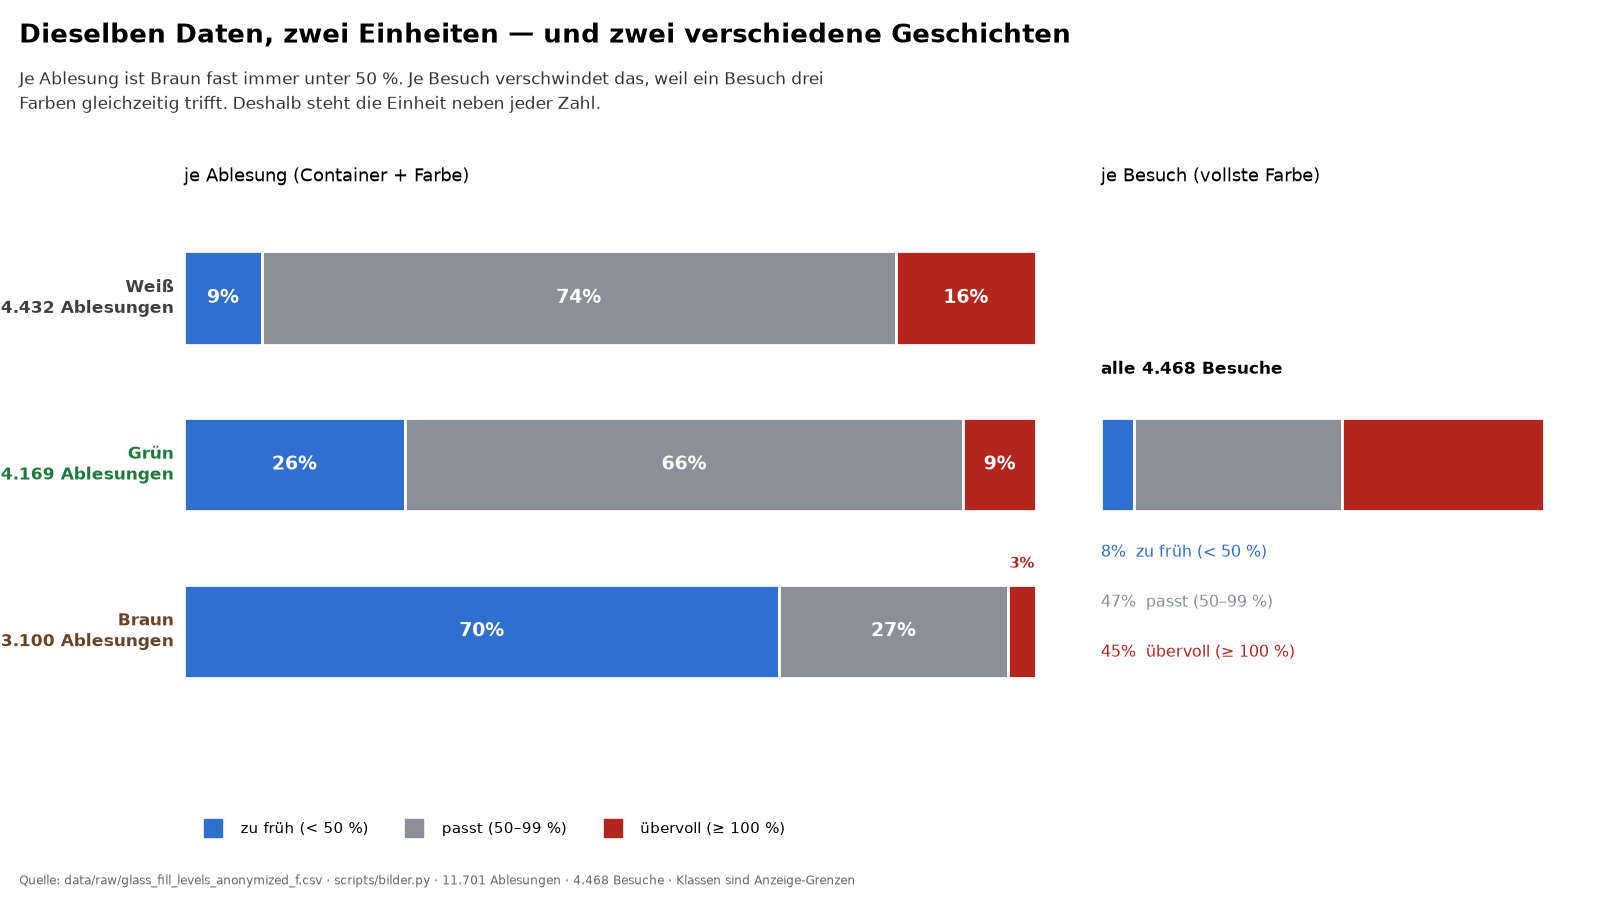 Dieselben Daten, zwei Einheiten — und zwei verschiedene Geschichten
Je Ablesung ist Braun fast immer unter 50 %. Je Besuch verschwindet das, weil ein Besuch drei
Farben gleichzeitig trifft. Deshalb steht die Einheit neben jeder Zahl.
je Ablesung (Container + Farbe)
Weiß
4.432 Ablesungen
9%
74%
16%
Grün
4.169 Ablesungen
26%
66%
9%
Braun
3.100 Ablesungen
70%
27%
3%
je Besuch (vollste Farbe)
alle 4.468 Besuche
8% zu früh (< 50 %)
47% passt (50–99 %)
45% übervoll (≥ 100 %)
zu früh (< 50 %)
passt (50–99 %)
übervoll (≥ 100 %)
Quelle: data/raw/glass_fill_levels_anonymized_f.csv · scripts/bilder.py · 11.701 Ablesungen · 4.468 Besuche · Klassen sind Anzeige-Grenzen